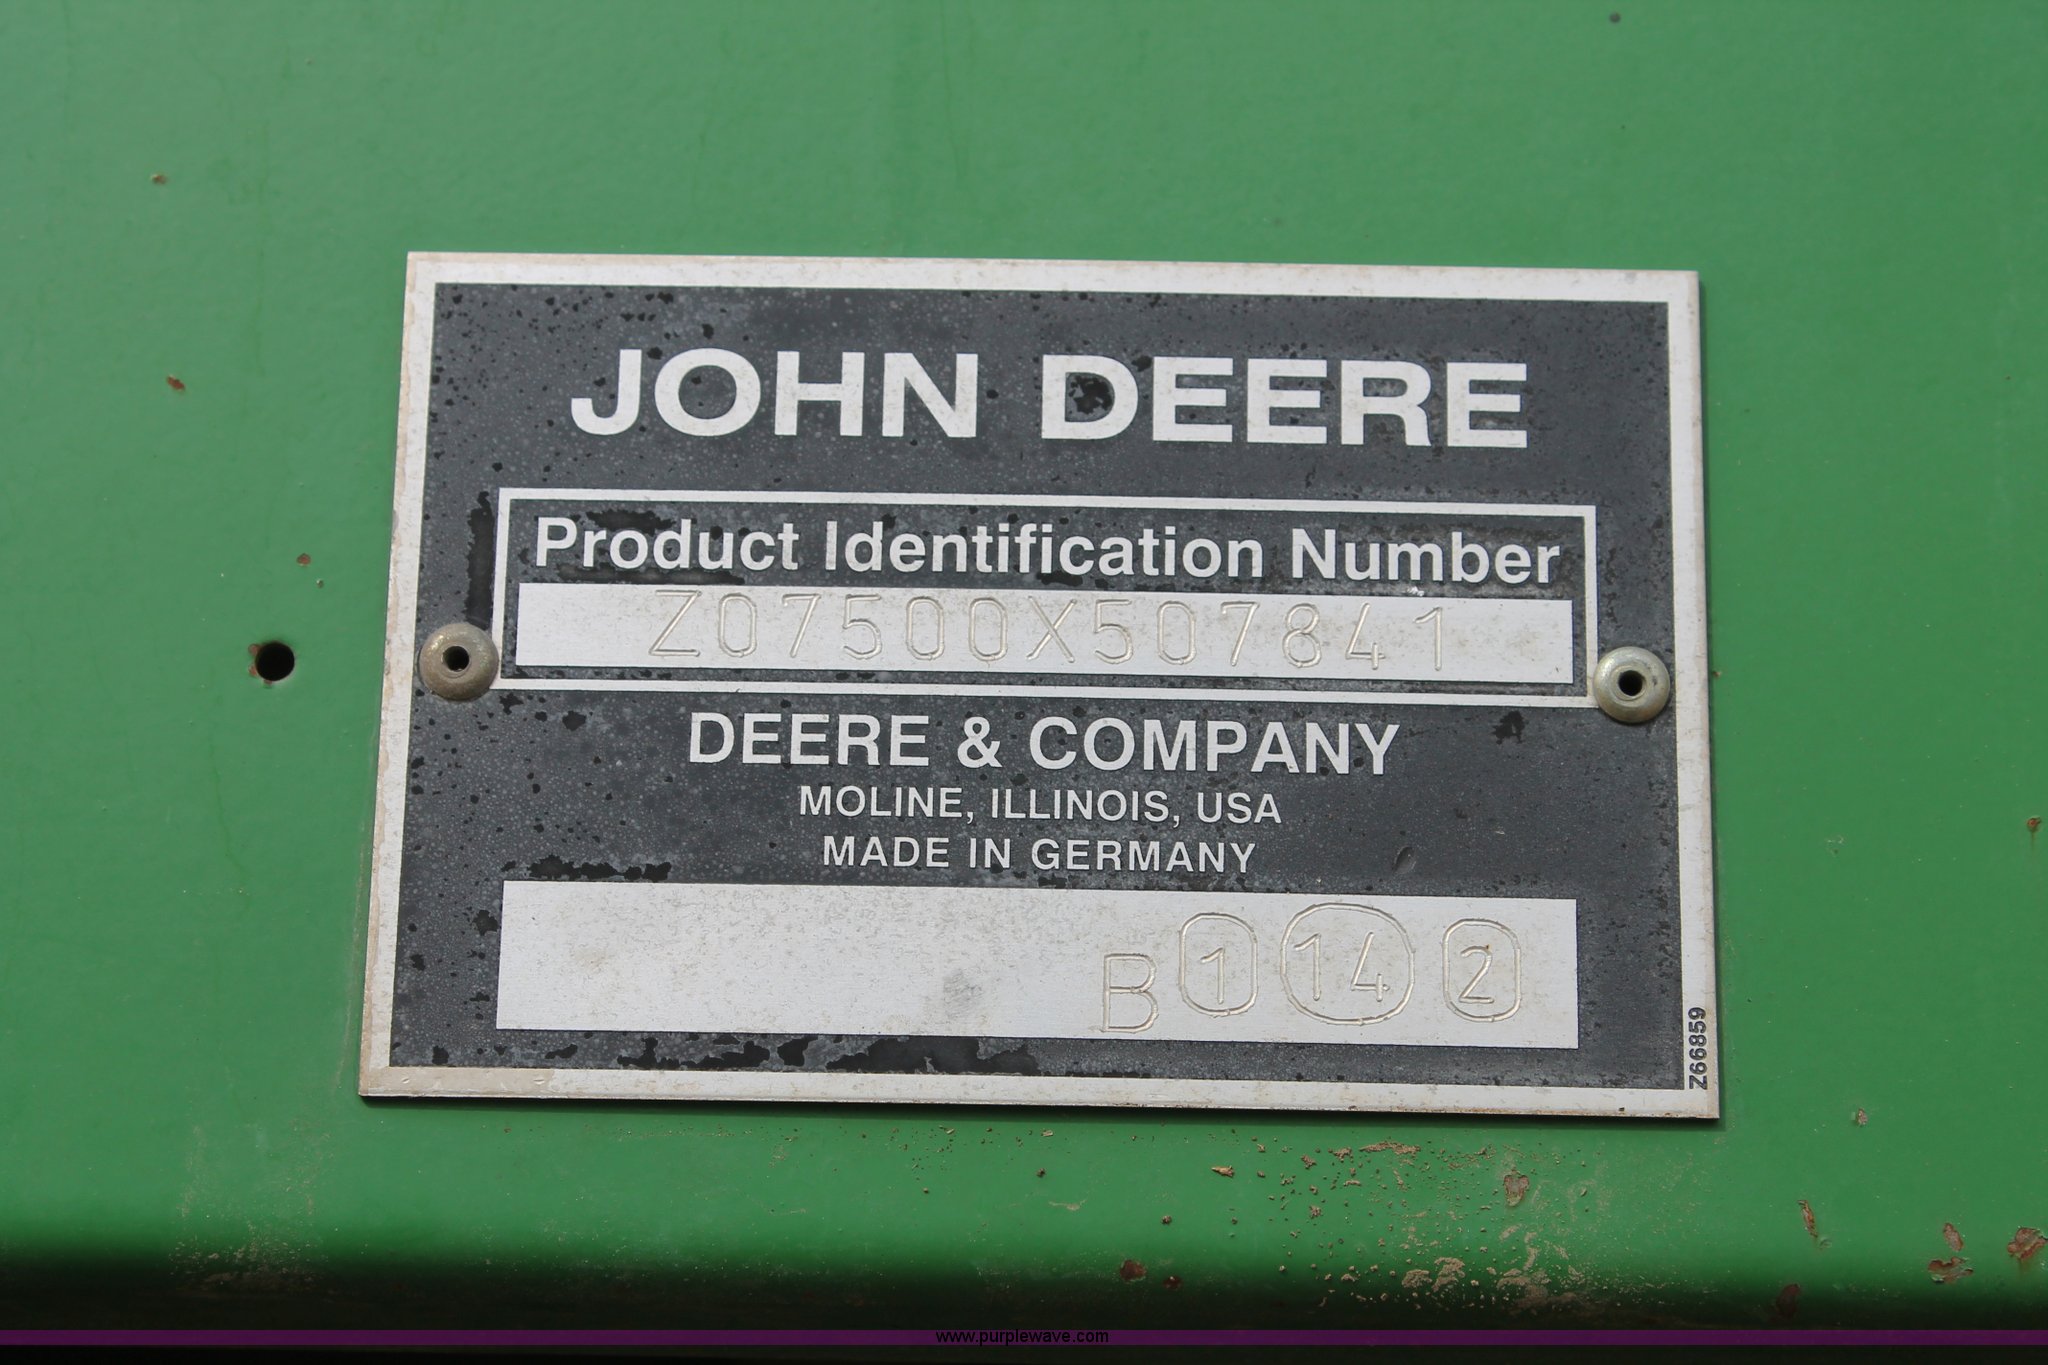 JOHN DEERE
Product Identification Number
Z07500X507841
DEERE & COMPANY
MOLINE, ILLINOIS, USA
MADE IN GERMANY
B 1 14 2
Z66859
www.purplewave.com